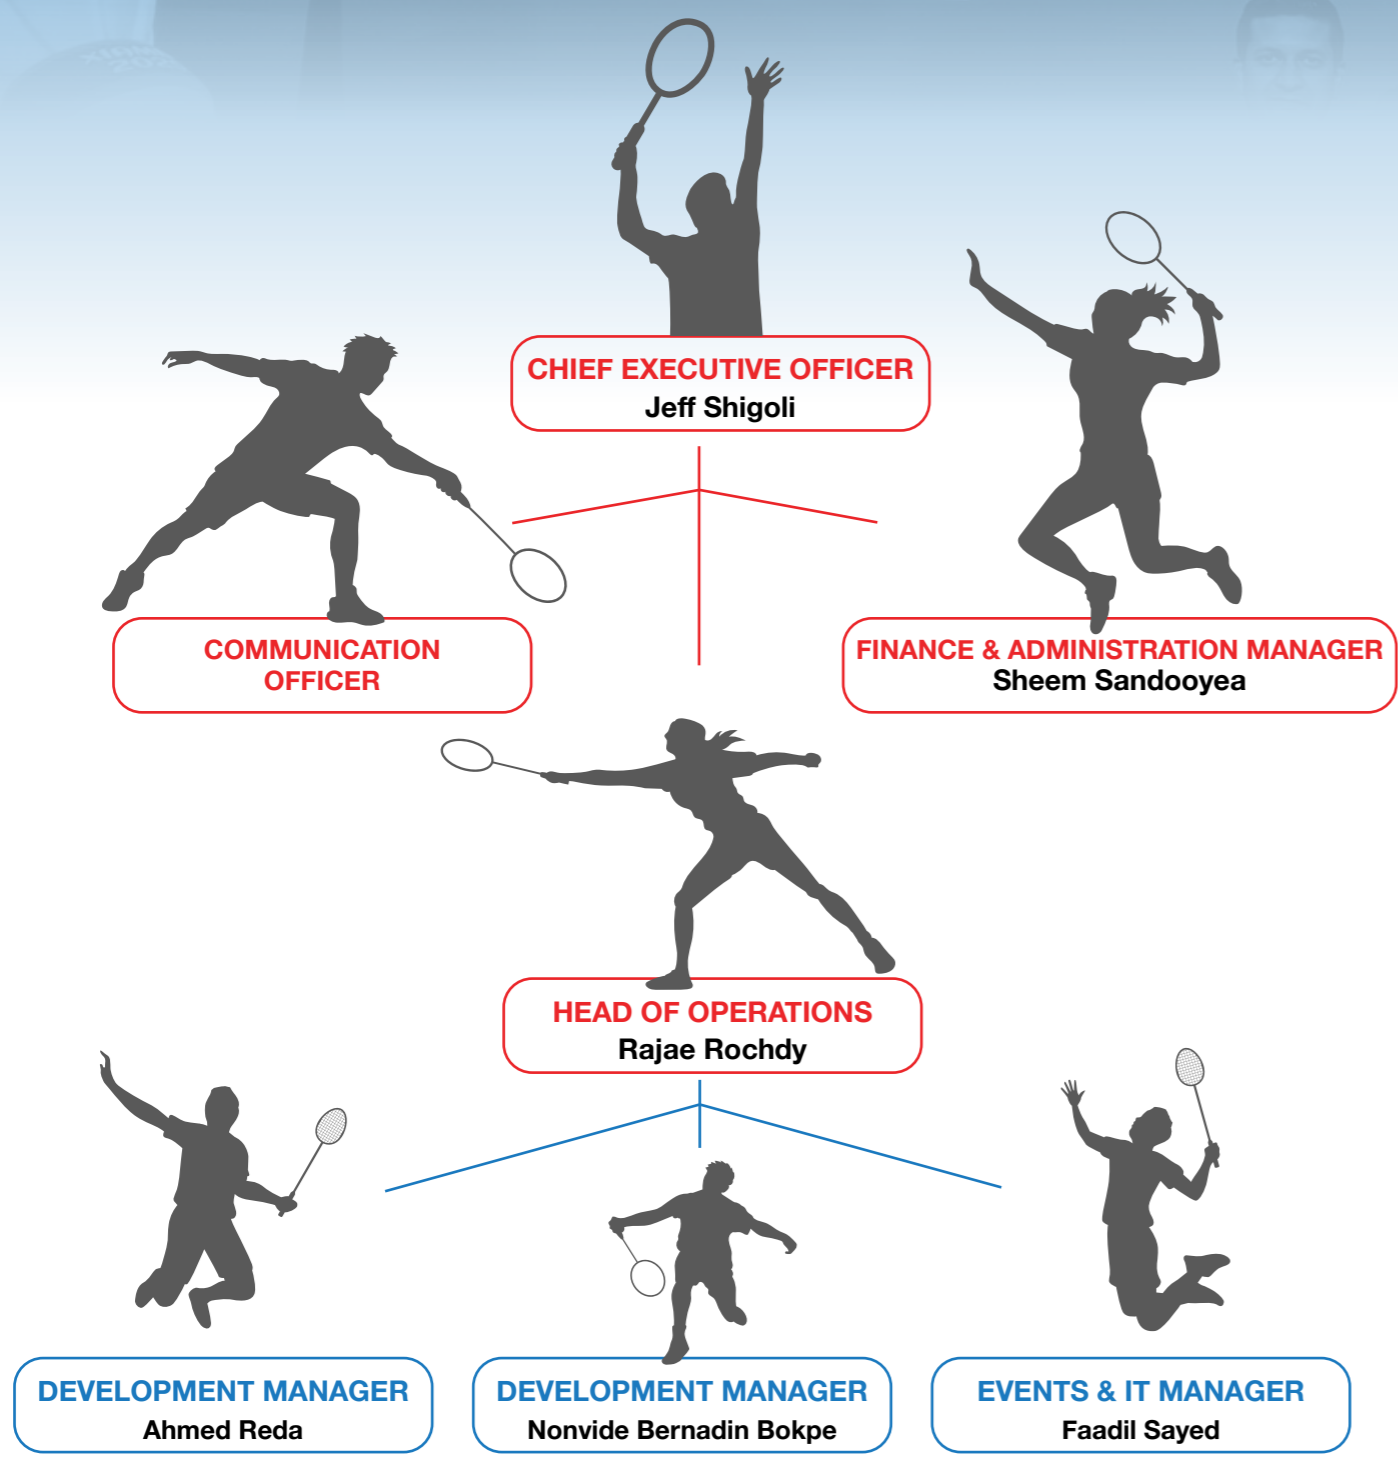 CHIEF EXECUTIVE OFFICER
Jeff Shigoli
COMMUNICATION
OFFICER
FINANCE & ADMINISTRATION MANAGER
Sheem Sandooyea
HEAD OF OPERATIONS
Rajae Rochdy
DEVELOPMENT MANAGER
Ahmed Reda
DEVELOPMENT MANAGER
Nonvide Bernadin Bokpe
EVENTS & IT MANAGER
Faadil Sayed